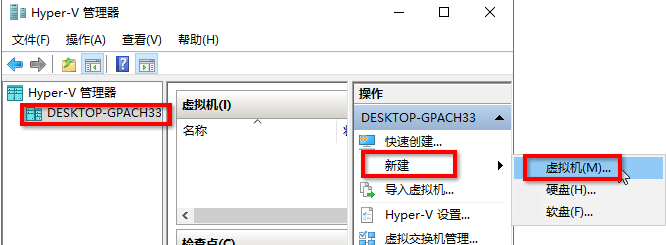 Hyper-V 管理器
文件(F) 操作(A) 查看(V) 帮助(H)
Hyper-V 管理器
DESKTOP-GPACH33
虚拟机(I)
名称
检查点(C)
操作
DESKTOP-GPACH33
快速创建...
新建
导入虚拟机...
Hyper-V 设置...
虚拟交换机管理...
虚拟机(M)...
硬盘(H)...
软盘(F)...